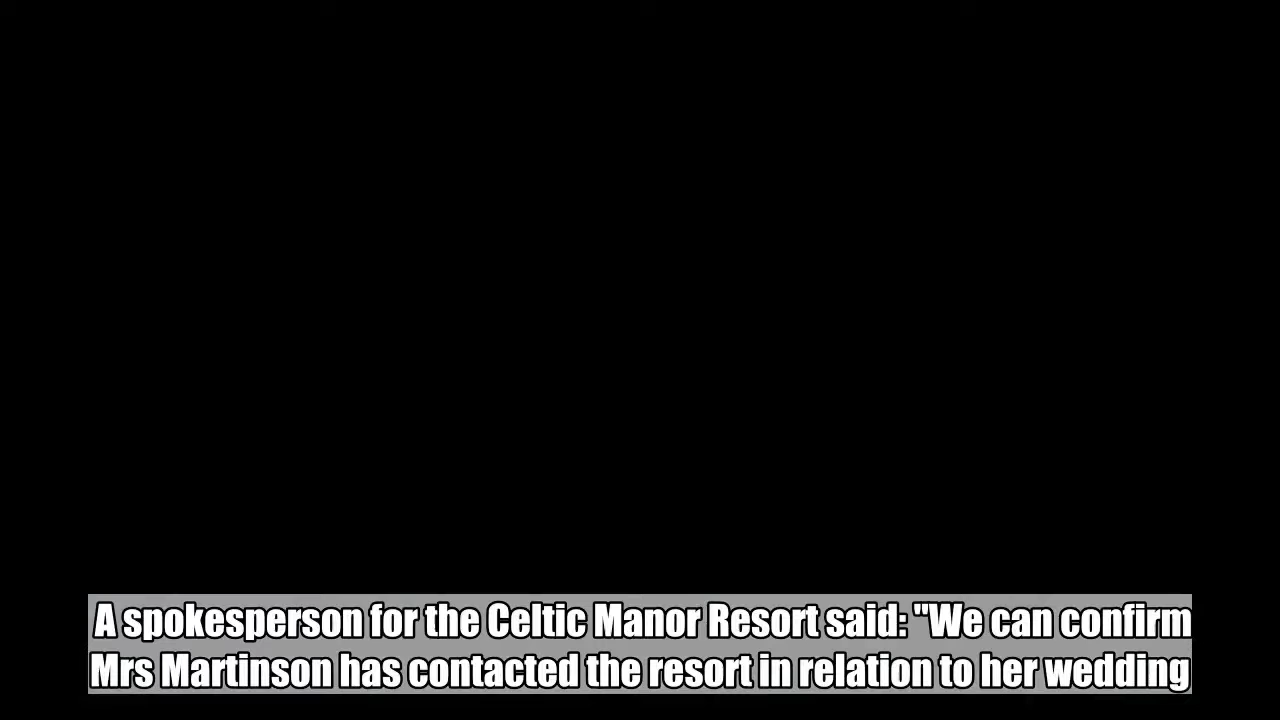 A spokesperson for the Celtic Manor Resort said: "We can confirm
Mrs Martinson has contacted the resort in relation to her wedding